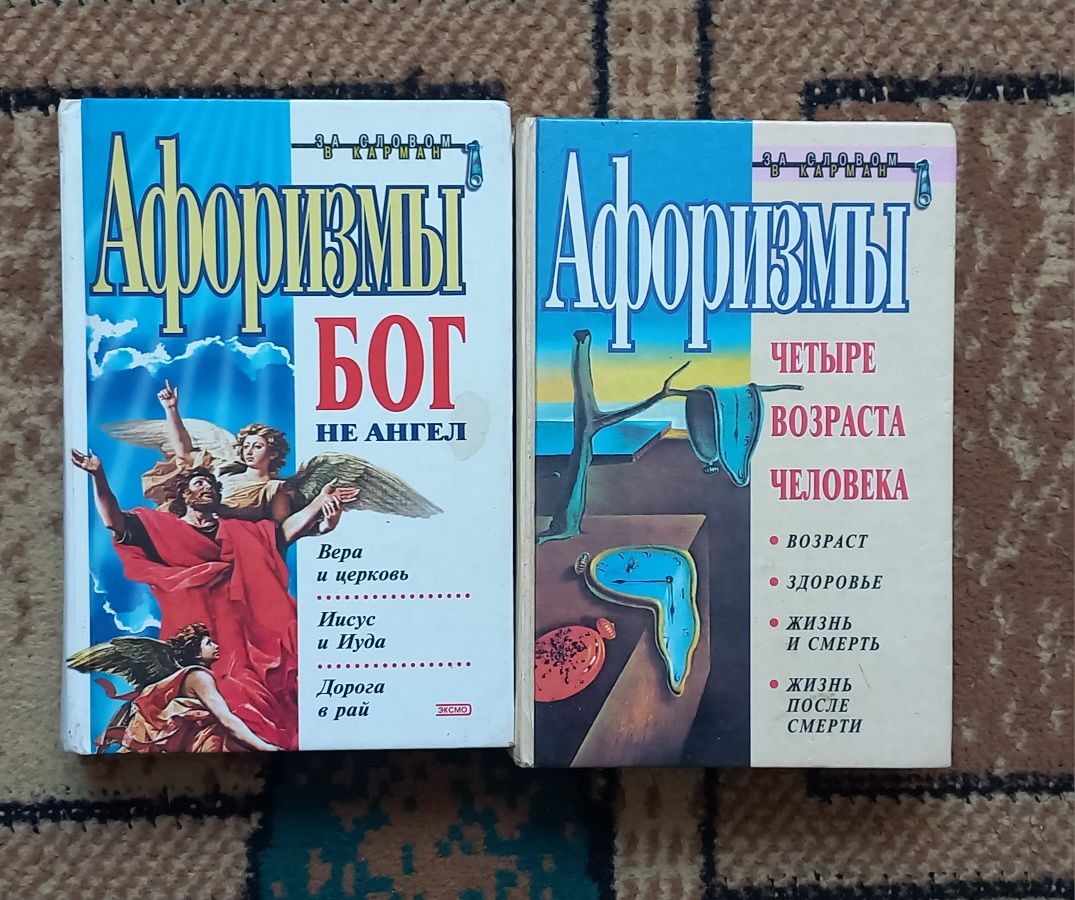 ЗА СЛОВОМ
В КАРМАН
Афоризмы
БОГ
НЕ АНГЕЛ
Вера
и церковь
Иисус
и Иуда
Дорога
в рай
ЭКСМО
ЗА СЛОВОМ
В КАРМАН
Афоризмы
ЧЕТЫРЕ
ВОЗРАСТА
ЧЕЛОВЕКА
• ВОЗРАСТ
• ЗДОРОВЬЕ
• ЖИЗНЬ
И СМЕРТЬ
• ЖИЗНЬ
ПОСЛЕ
СМЕРТИ